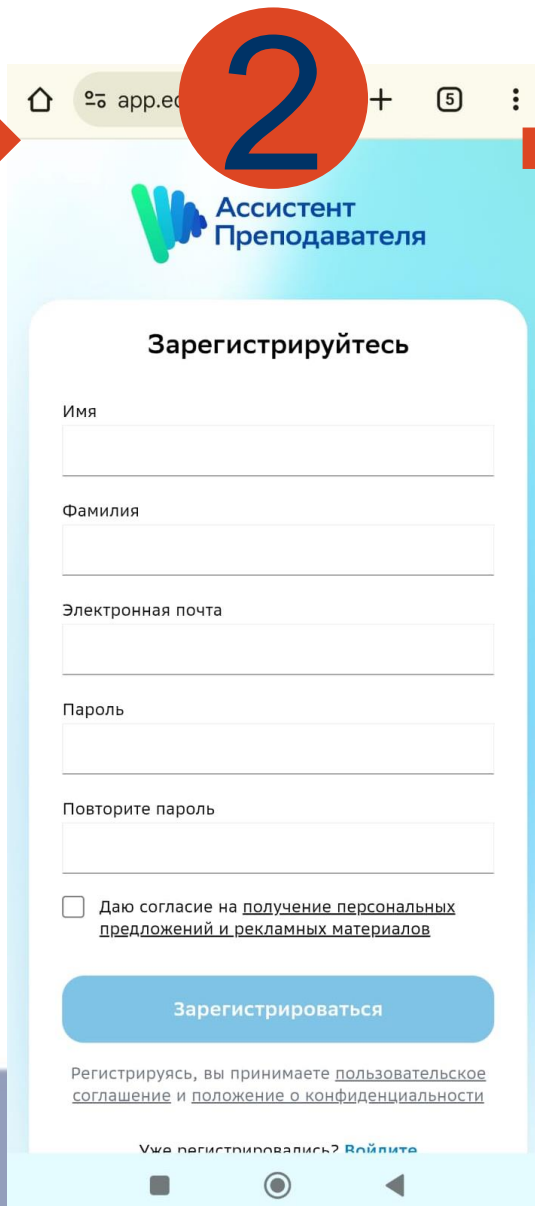 2
app.ed
5
Ассистент
Преподавателя
Зарегистрируйтесь
Имя
Фамилия
Электронная почта
Пароль
Повторите пароль
Даю согласие на получение персональных
предложений и рекламных материалов
Зарегистрироваться
Регистрируясь, вы принимаете пользовательское
соглашение и положение о конфиденциальности
Уже регистрировались? Войдите